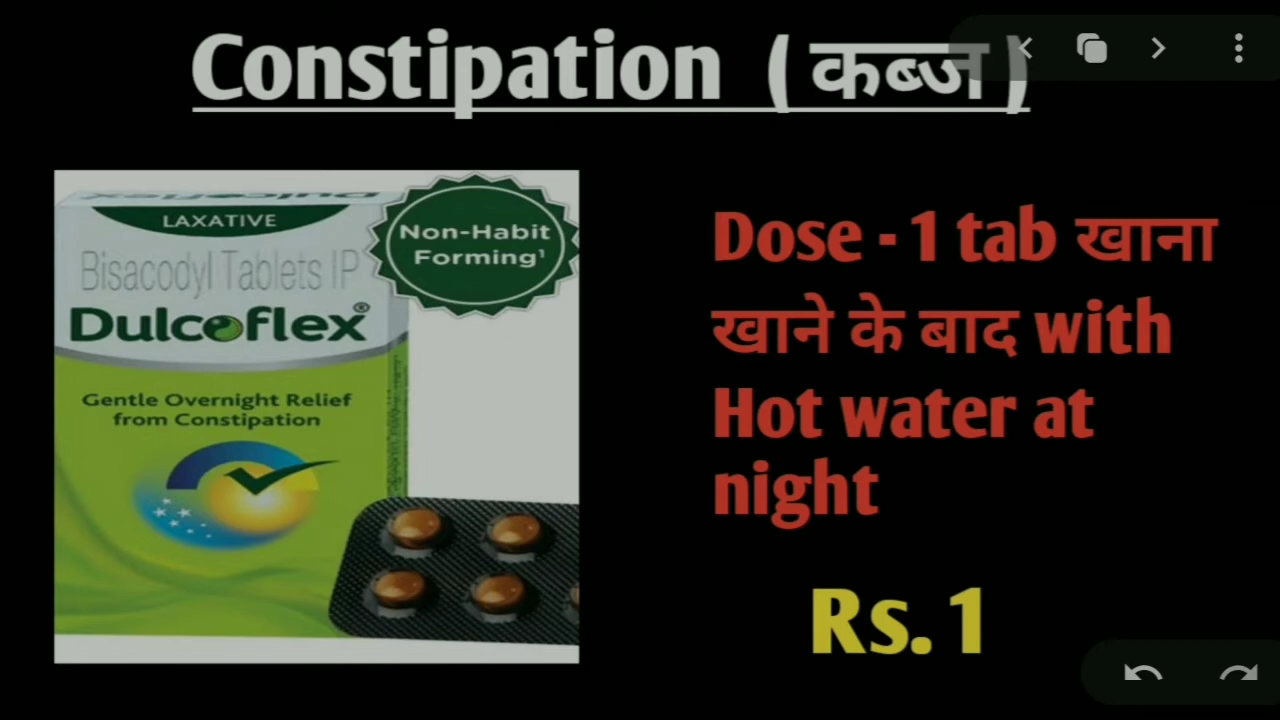 Constipation (कब्ज)
LAXATIVE
Bisacodyl Tablets IP
Dulcoflex®
Non-Habit
Forming¹
Gentle Overnight Relief
from Constipation
Dose - 1 tab खाना
खाने के बाद with
Hot water at
night
Rs. 1